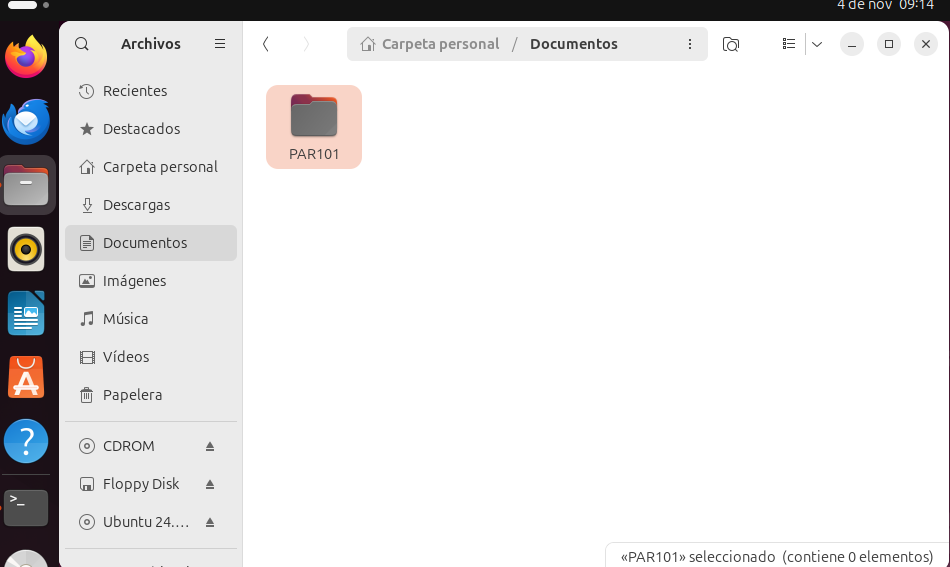 4 de nov 09:14
Archivos
Carpeta personal / Documentos
Recientes
Destacados
Carpeta personal
Descargas
Documentos
Imágenes
Música
Vídeos
Papelera
CDROM
Floppy Disk
Ubuntu 24....
PAR101
>_
?
«PAR101» seleccionado (contiene 0 elementos)